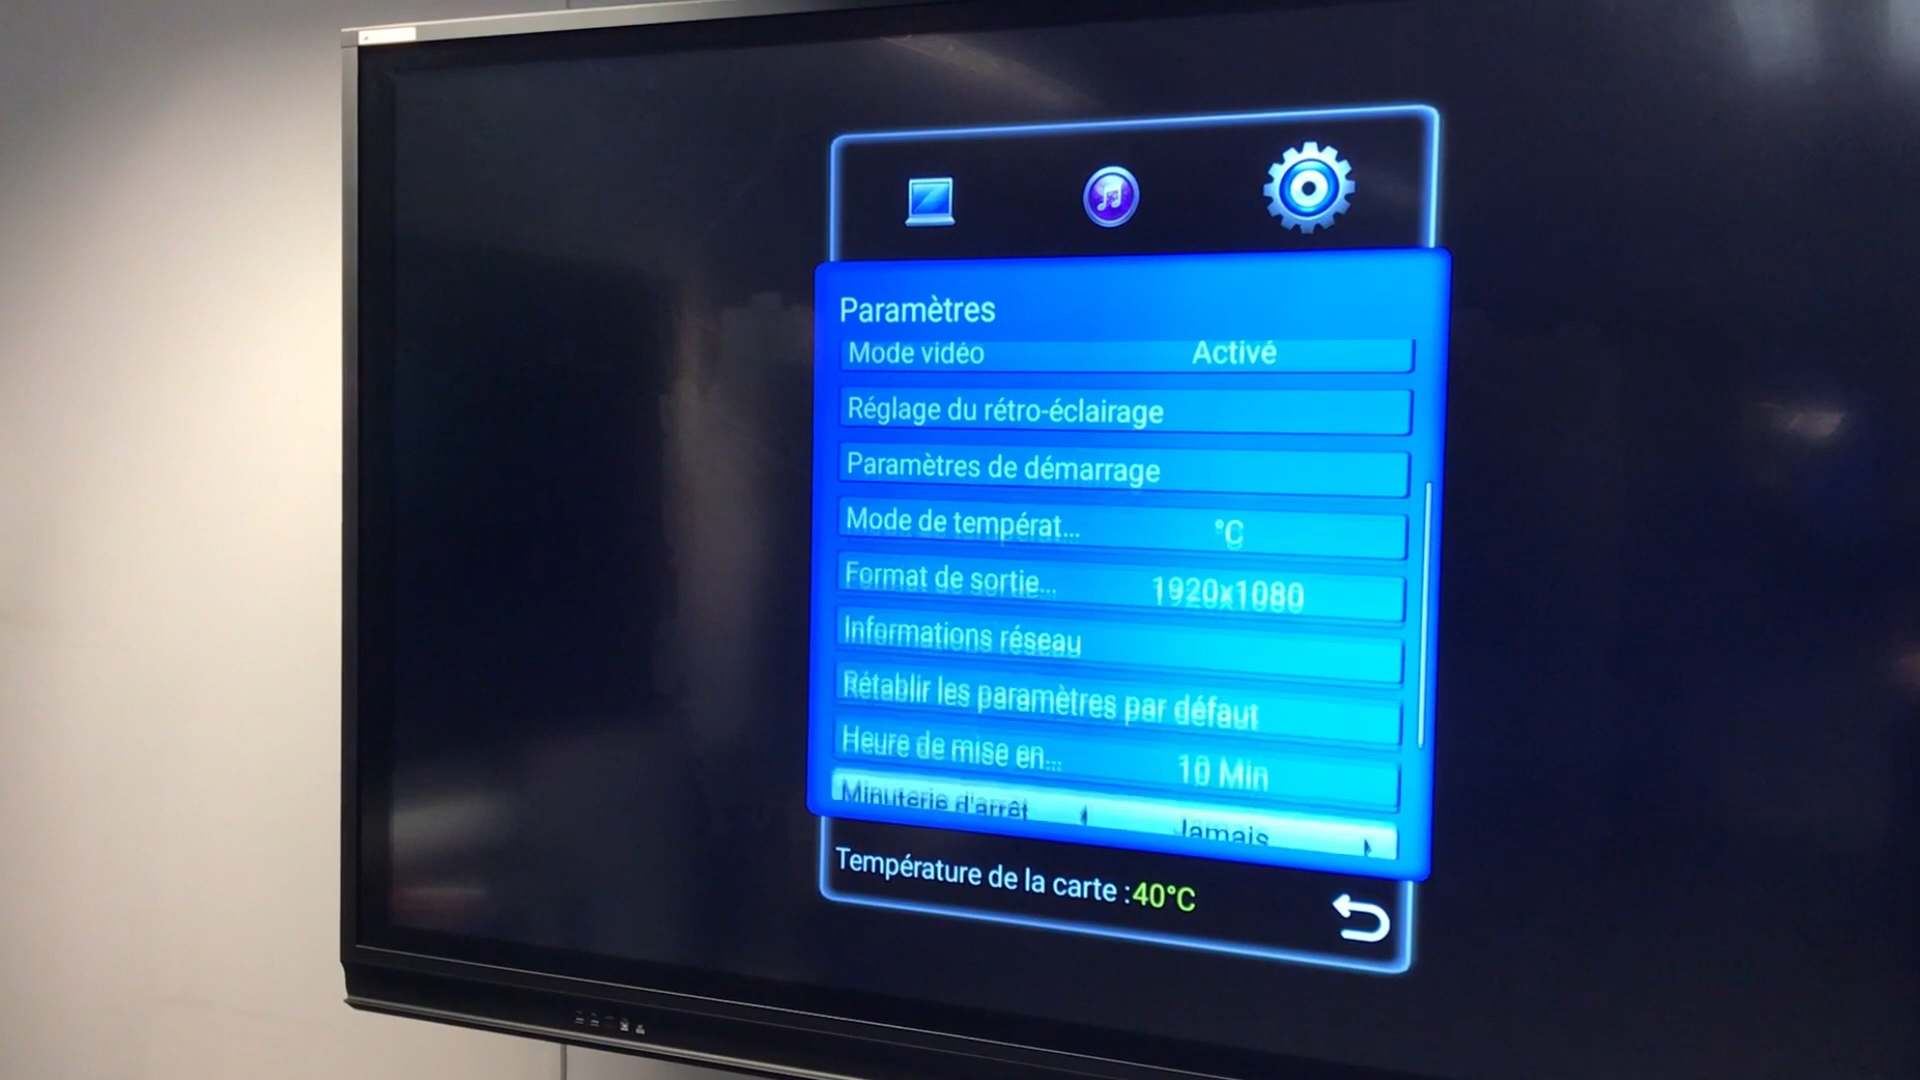 Paramètres
Mode vidéo Activé
Réglage du rétro-éclairage
Paramètres de démarrage
Mode de températ... °C
Format de sortie... 1920x1080
Informations réseau
Rétablir les paramètres par défaut
Heure de mise en... 10 Min
Minuterie d'arrêt Jamais
Température de la carte :40°C